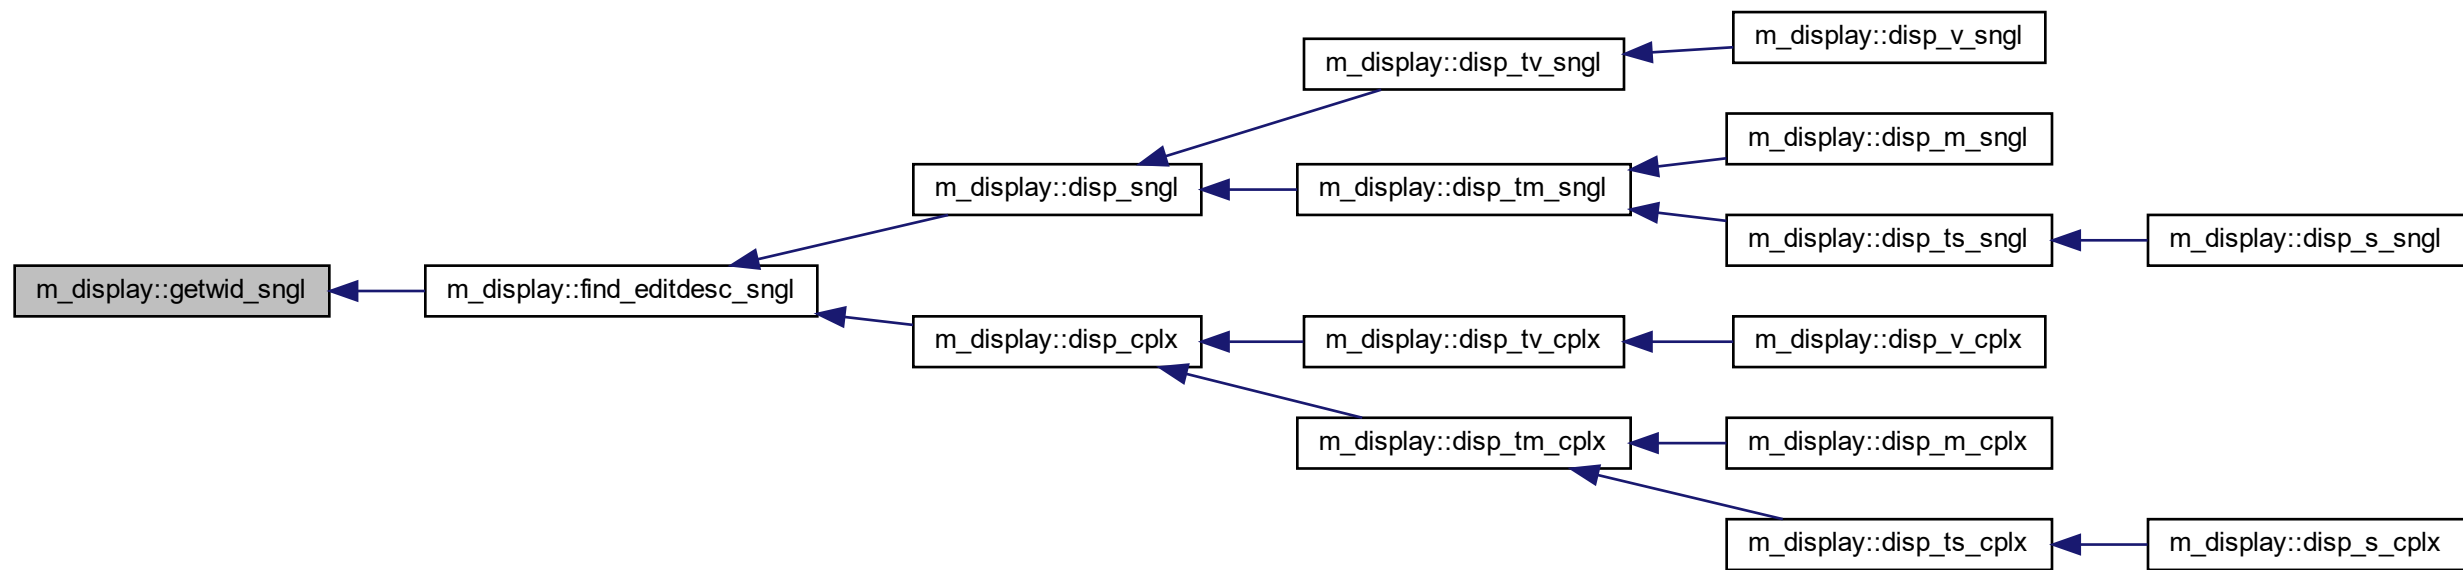 m_display::disp_v_sngl
m_display::disp_tv_sngl
m_display::disp_m_sngl
m_display::disp_sngl
m_display::disp_tm_sngl
m_display::disp_ts_sngl
m_display::disp_s_sngl
m_display::getwid_sngl
m_display::find_editdesc_sngl
m_display::disp_cplx
m_display::disp_tv_cplx
m_display::disp_v_cplx
m_display::disp_tm_cplx
m_display::disp_m_cplx
m_display::disp_ts_cplx
m_display::disp_s_cplx